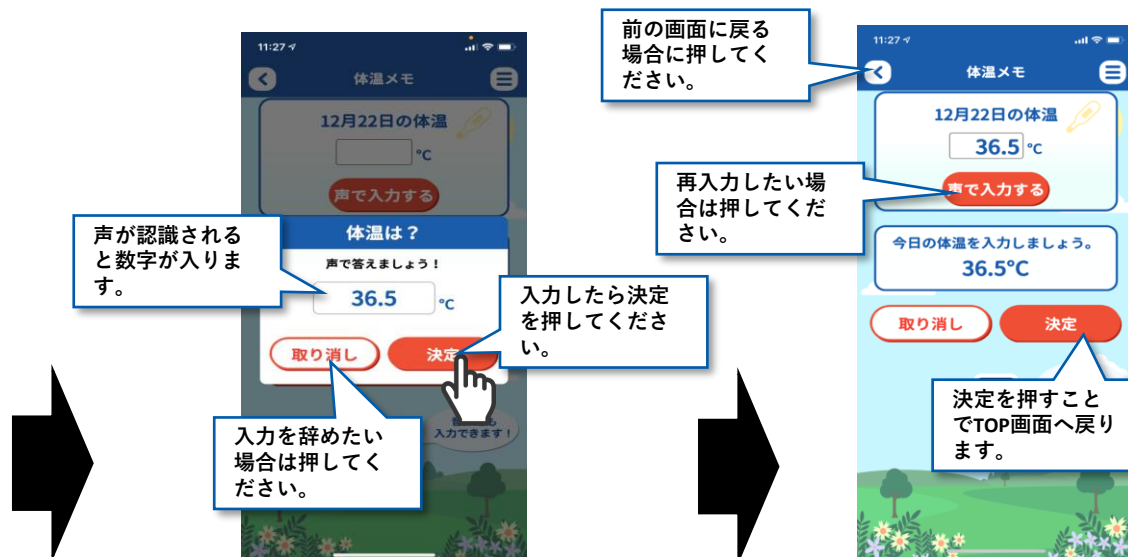 11:27
体温メモ
12月22日の体温
℃
声で入力する
声が認識される
と数字が入りま
す。
体温は？
声で答えましょう！
36.5 ℃
取り消し
決定
入力したら決定
を押してくださ
い。
入力を辞めたい
場合は押してく
ださい。
入力できます！
前の画面に戻る
場合に押してく
ださい。
11:27
体温メモ
12月22日の体温
36.5 ℃
声で入力する
再入力したい場
合は押してくだ
さい。
今日の体温を入力しましょう。
36.5℃
取り消し
決定
決定を押すこと
でTOP画面へ戻り
ます。